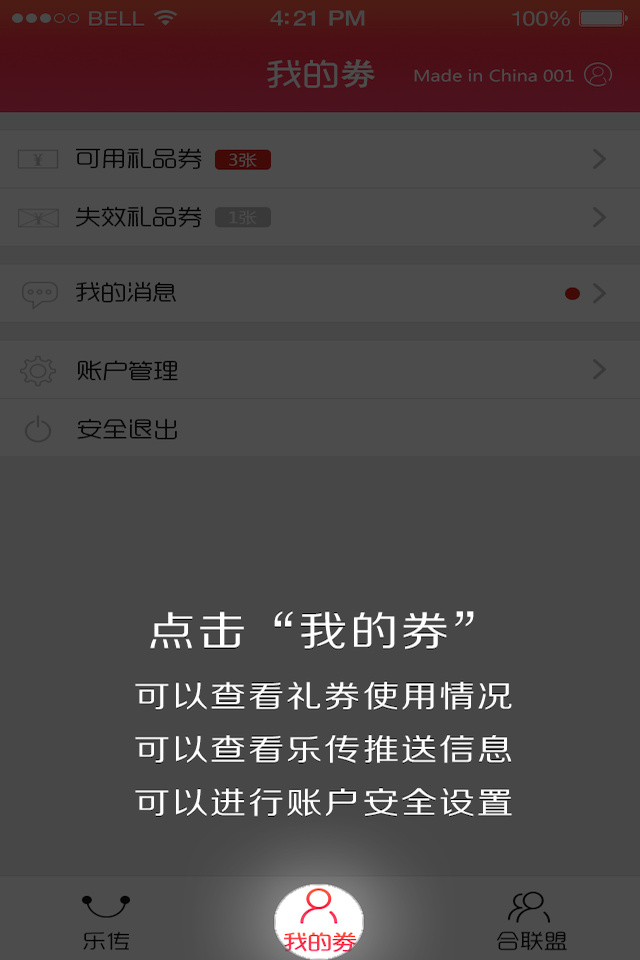 BELL 4:21 PM 100%
我的券 Made in China 001
可用礼品券 3张
失效礼品券 1张
我的消息
账户管理
安全退出
点击“我的券”
可以查看礼券使用情况
可以查看乐传推送信息
可以进行账户安全设置
乐传 我的券 合联盟